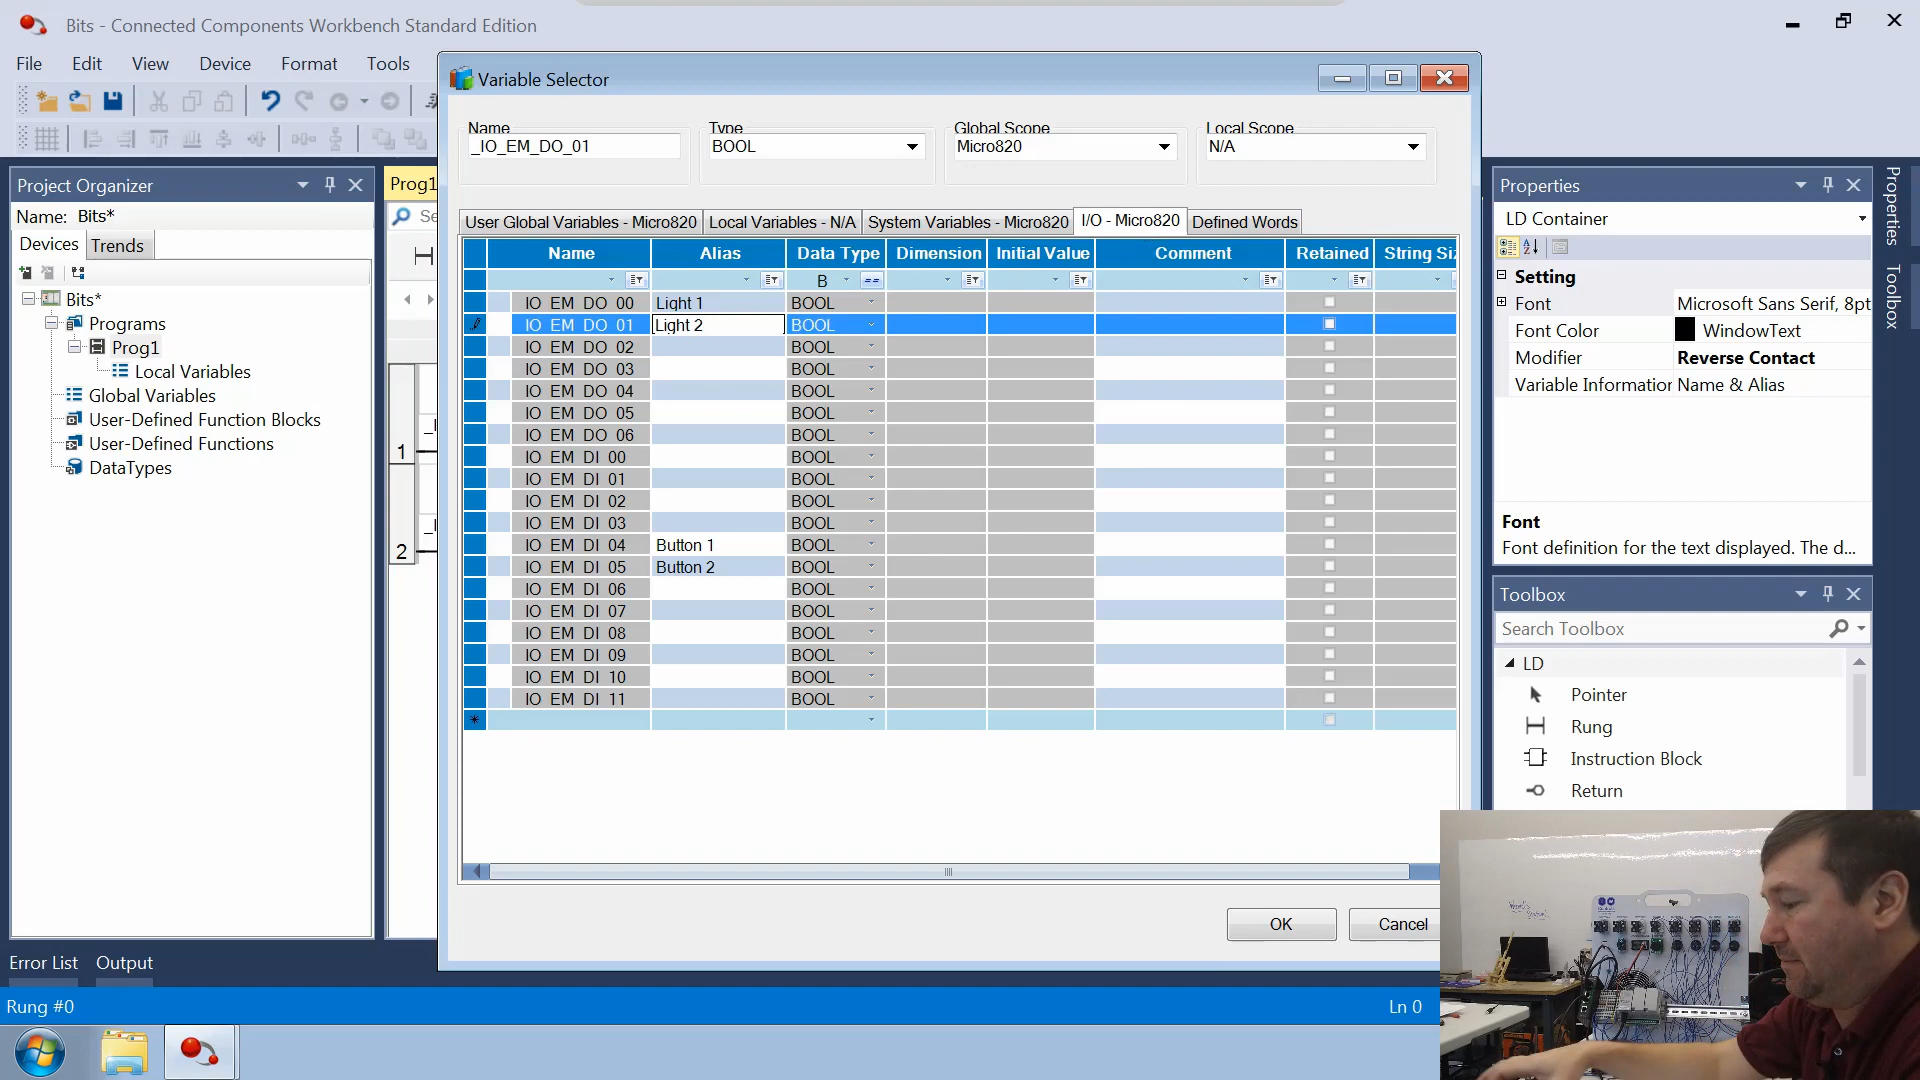 Bits - Connected Components Workbench Standard Edition
File Edit View Device Format Tools
Project Organizer
Name: Bits*
Devices Trends
Bits*
Programs
Prog1
Local Variables
Global Variables
User-Defined Function Blocks
User-Defined Functions
DataTypes
Prog1
Se
1
2
Variable Selector
Name Type Global Scope Local Scope
_IO_EM_DO_01 BOOL Micro820 N/A
User Global Variables - Micro820 Local Variables - N/A System Variables - Micro820 I/O - Micro820 Defined Words
Name Alias Data Type Dimension Initial Value Comment Retained String Siz
B
IO EM DO 00 Light 1 BOOL
IO EM DO 01 Light 2 BOOL
IO EM DO 02 BOOL
IO EM DO 03 BOOL
IO EM DO 04 BOOL
IO EM DO 05 BOOL
IO EM DO 06 BOOL
IO EM DI 00 BOOL
IO EM DI 01 BOOL
IO EM DI 02 BOOL
IO EM DI 03 BOOL
IO EM DI 04 Button 1 BOOL
IO EM DI 05 Button 2 BOOL
IO EM DI 06 BOOL
IO EM DI 07 BOOL
IO EM DI 08 BOOL
IO EM DI 09 BOOL
IO EM DI 10 BOOL
IO EM DI 11 BOOL
OK Cancel
Properties
LD Container
Setting
Font Microsoft Sans Serif, 8pt
Font Color WindowText
Modifier Reverse Contact
Variable Information Name & Alias
Font
Font definition for the text displayed. The d...
Toolbox
Search Toolbox
LD
Pointer
Rung
Instruction Block
Return
Properties
Toolbox
Error List Output
Rung #0 Ln 0